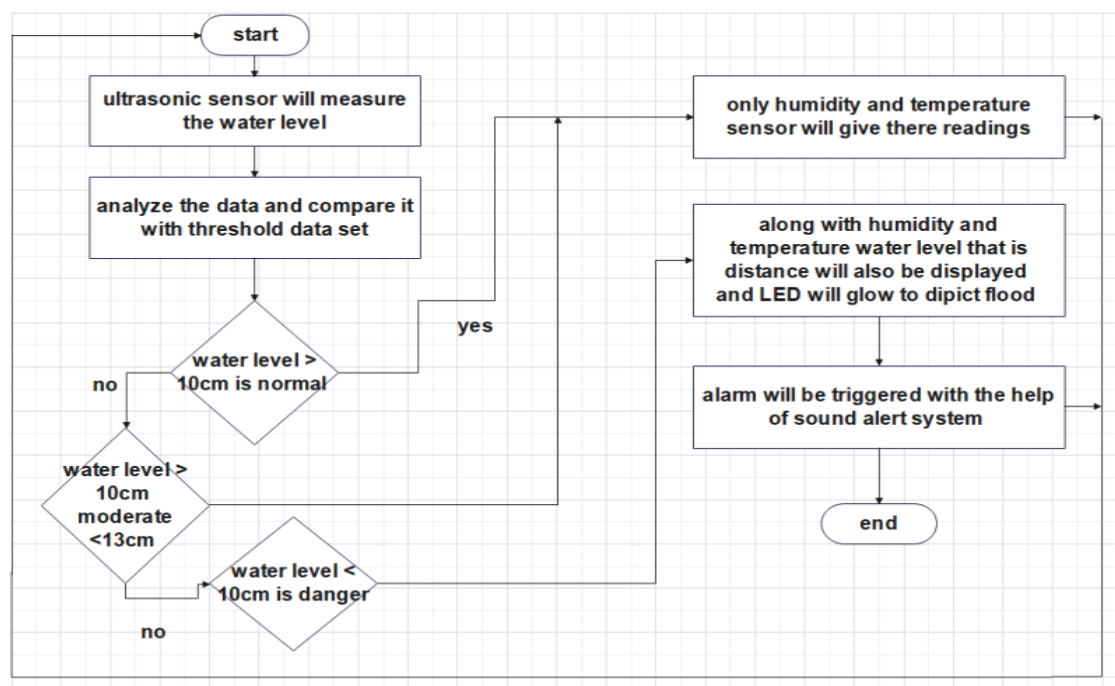 start
ultrasonic sensor will measure
the water level
analyze the data and compare it
with threshold data set
water level >
10cm is normal
yes
no
water level >
10cm
moderate
<13cm
no
water level <
10cm is danger
only humidity and temperature
sensor will give there readings
along with humidity and
temperature water level that is
distance will also be displayed
and LED will glow to dipict flood
alarm will be triggered with the help
of sound alert system
end